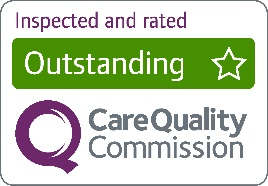 Inspected and rated
Outstanding
CareQuality
Commission